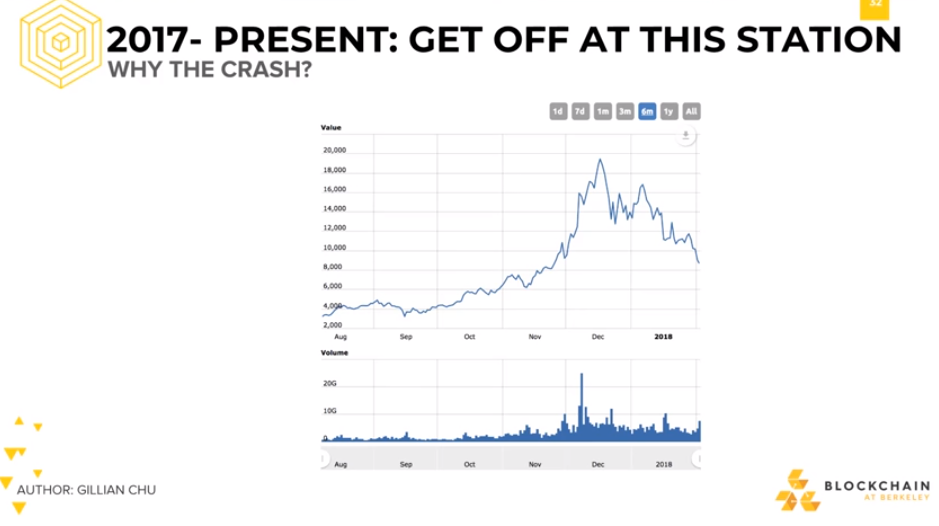 32
2017- PRESENT: GET OFF AT THIS STATION
WHY THE CRASH?
1d 7d 1m 3m 6m 1y All
Value
20,000
18,000
16,000
14,000
12,000
10,000
8,000
6,000
4,000
2,000
Aug Sep Oct Nov Dec 2018
Volume
20G
10G
0
Aug Sep Oct Nov Dec 2018
AUTHOR: GILLIAN CHU
BLOCKCHAIN
AT BERKELEY